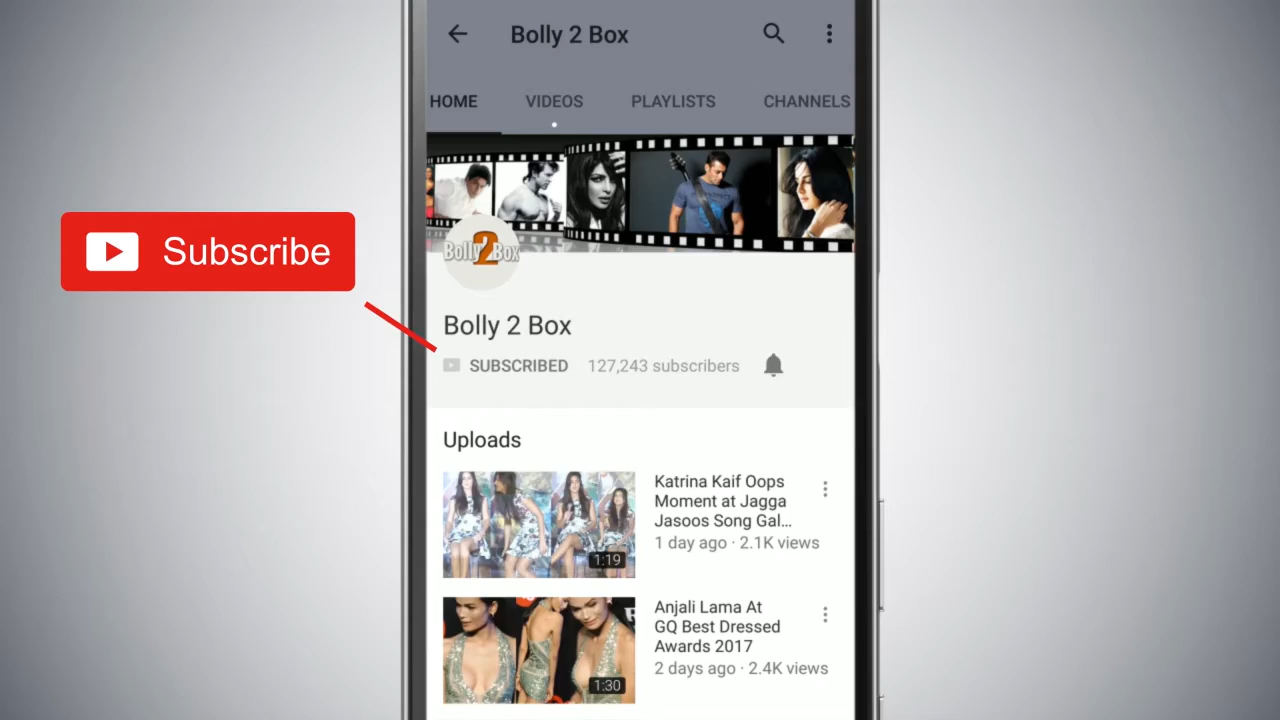 Bolly 2 Box
HOME VIDEOS PLAYLISTS CHANNELS
Bolly2Box
Subscribe
Bolly 2 Box
SUBSCRIBED 127,243 subscribers
Uploads
Katrina Kaif Oops
Moment at Jagga
Jasoos Song Gal...
1 day ago · 2.1K views
1:19
Anjali Lama At
GQ Best Dressed
Awards 2017
2 days ago · 2.4K views
1:30